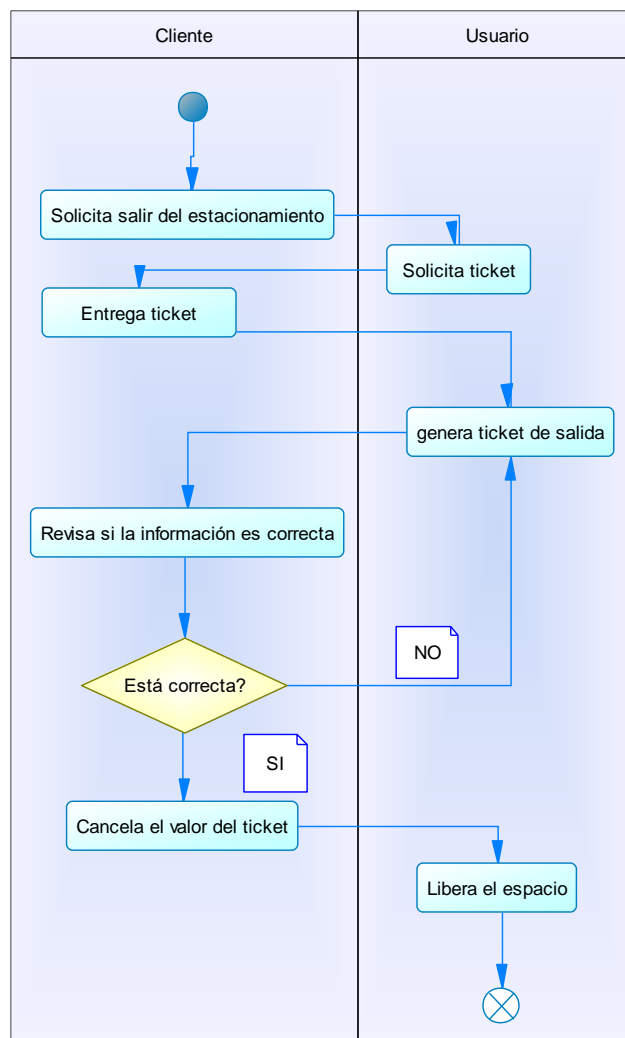 Cliente
Usuario
Solicita salir del estacionamiento
Solicita ticket
Entrega ticket
genera ticket de salida
Revisa si la información es correcta
NO
Está correcta?
SI
Cancela el valor del ticket
Libera el espacio